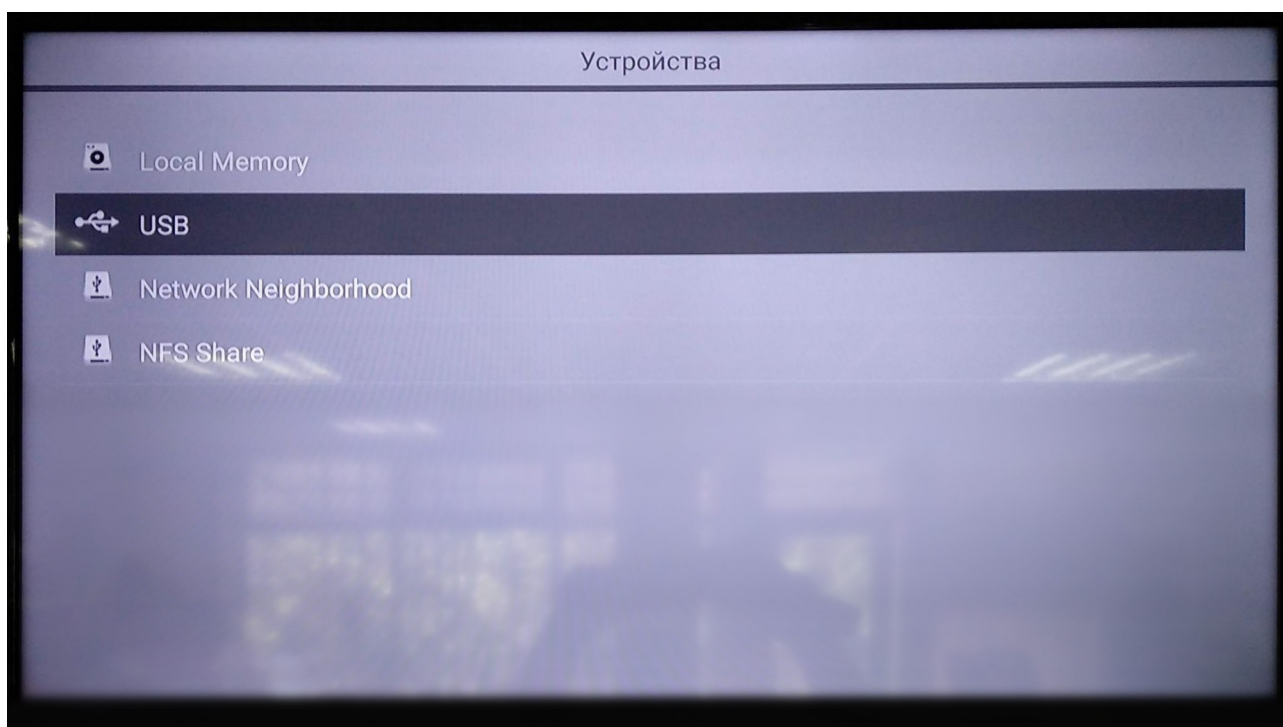 Устройства
Local Memory
USB
Network Neighborhood
NFS Share